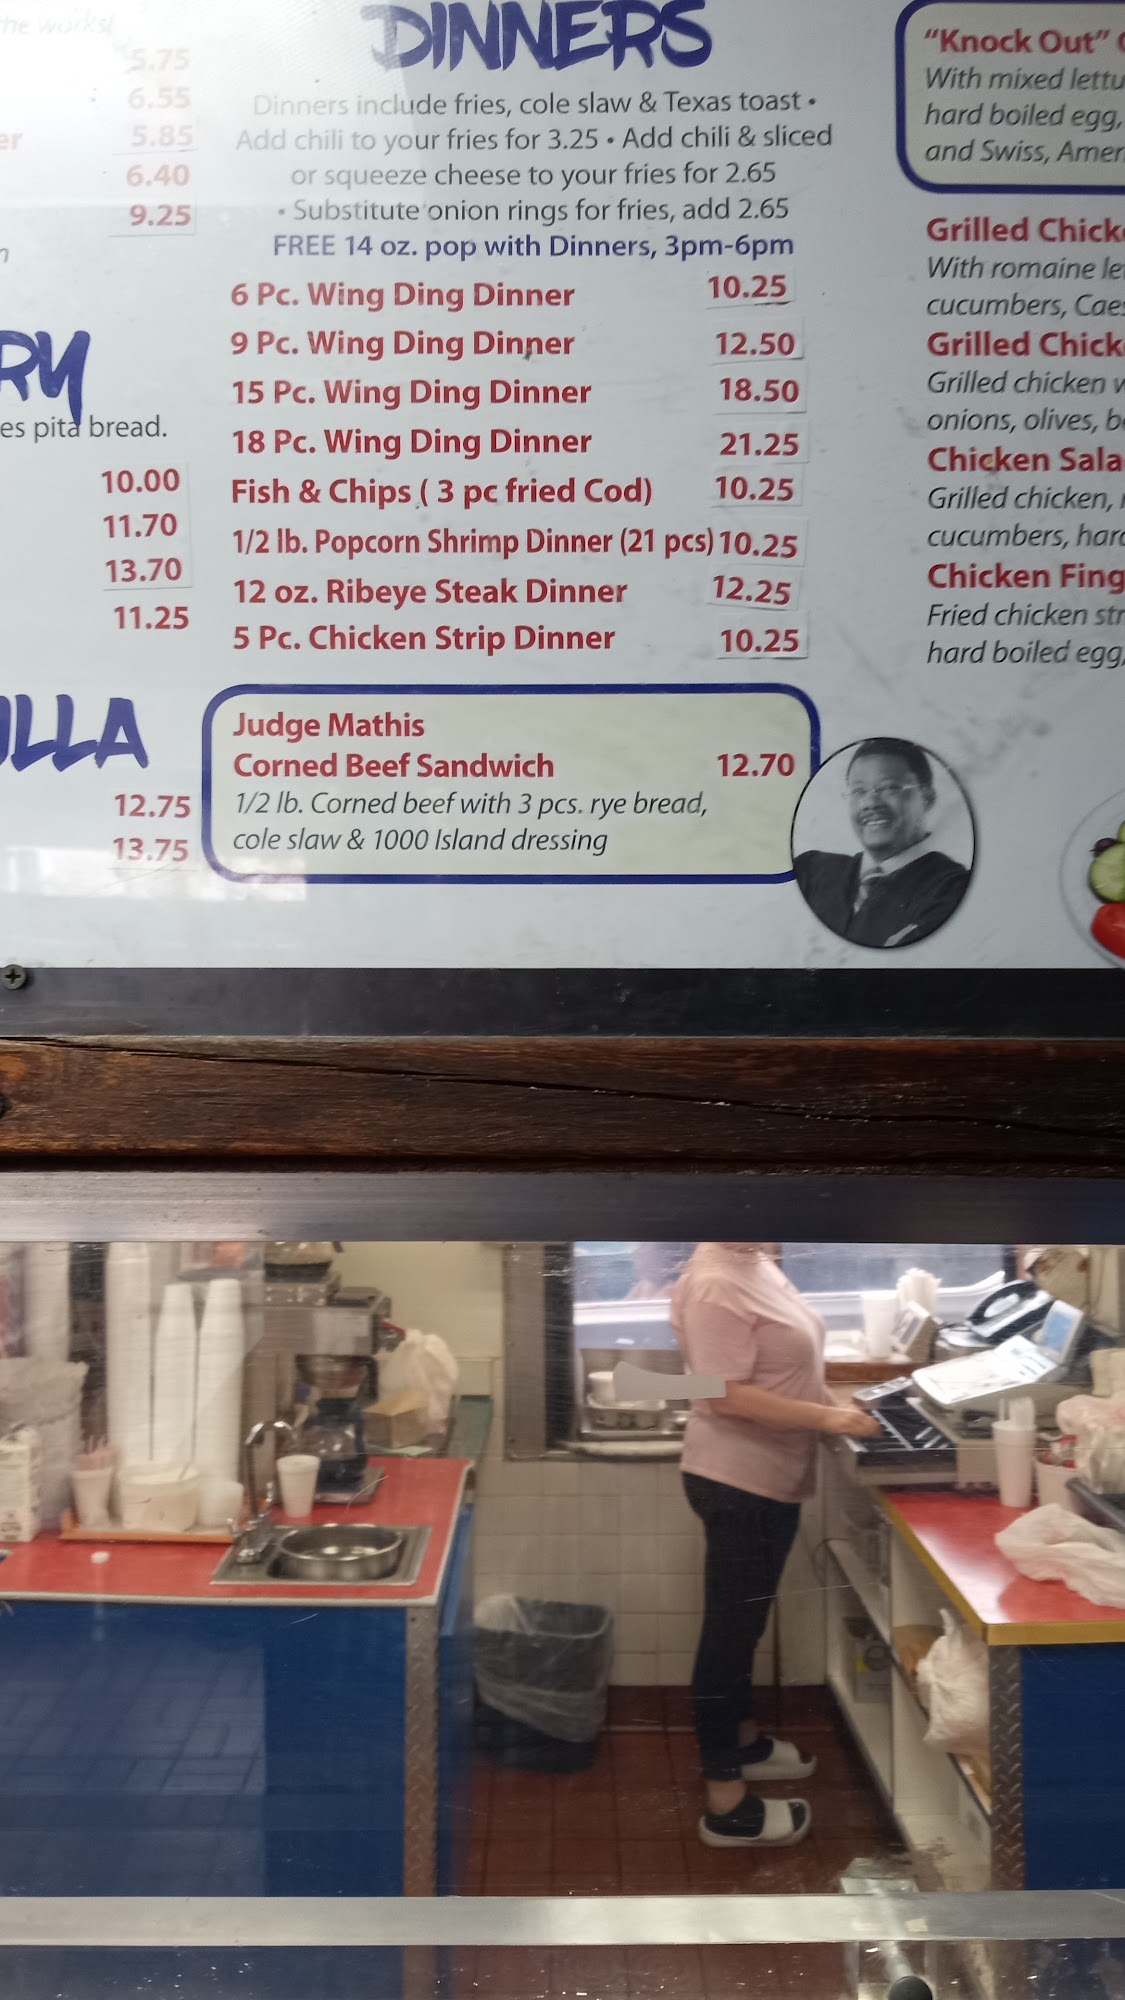 the works!
5.75
6.55
er 5.85
6.40
9.25
RY
es pita bread.
10.00
11.70
13.70
11.25
ILLA
12.75
13.75
DINNERS
Dinners include fries, cole slaw & Texas toast •
Add chili to your fries for 3.25 • Add chili & sliced
or squeeze cheese to your fries for 2.65
• Substitute onion rings for fries, add 2.65
FREE 14 oz. pop with Dinners, 3pm-6pm
6 Pc. Wing Ding Dinner 10.25
9 Pc. Wing Ding Dinner 12.50
15 Pc. Wing Ding Dinner 18.50
18 Pc. Wing Ding Dinner 21.25
Fish & Chips ( 3 pc fried Cod) 10.25
1/2 lb. Popcorn Shrimp Dinner (21 pcs) 10.25
12 oz. Ribeye Steak Dinner 12.25
5 Pc. Chicken Strip Dinner 10.25
Judge Mathis
Corned Beef Sandwich 12.70
1/2 lb. Corned beef with 3 pcs. rye bread,
cole slaw & 1000 Island dressing
"Knock Out"
With mixed lettu
hard boiled egg,
and Swiss, Amer
Grilled Chick
With romaine le
cucumbers, Cae
Grilled Chick
Grilled chicken w
onions, olives, b
Chicken Sala
Grilled chicken,
cucumbers, hard
Chicken Fing
Fried chicken str
hard boiled egg,